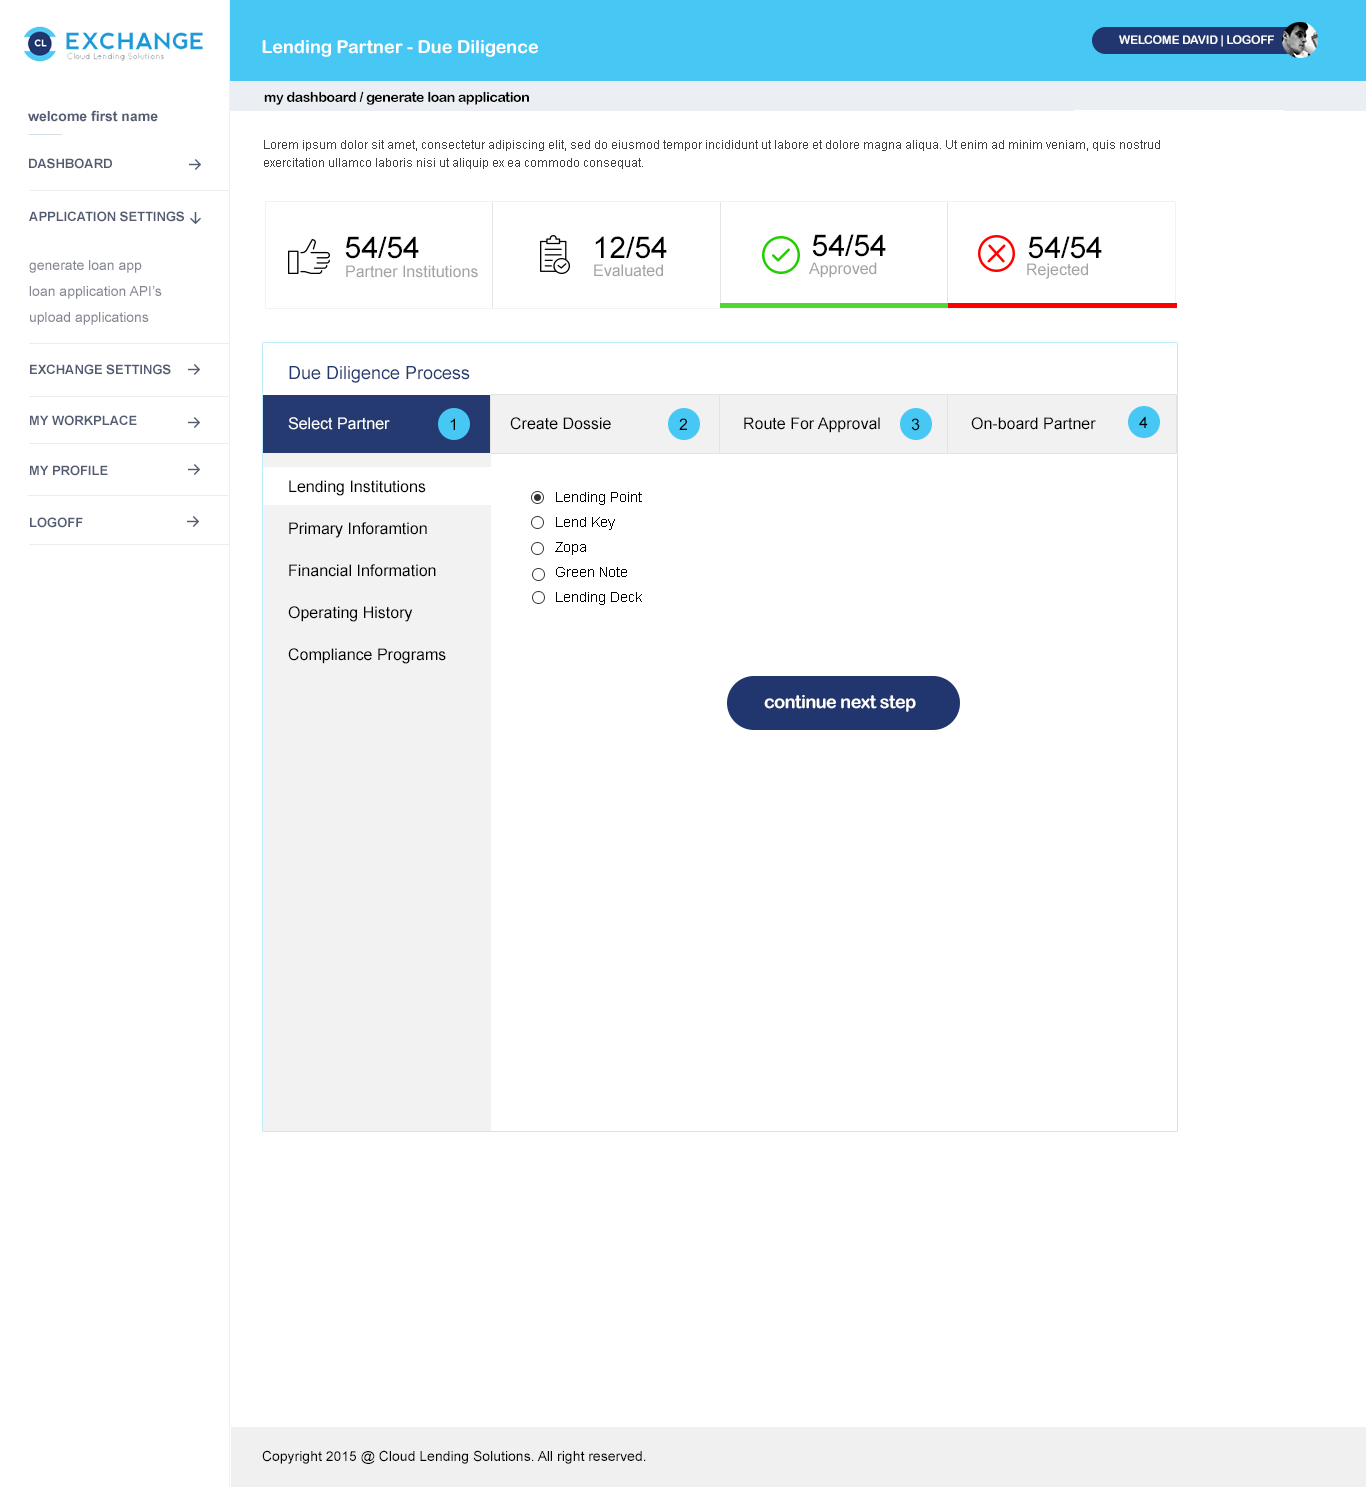 CL EXCHANGE
Cloud Lending Solutions
welcome first name
DASHBOARD
APPLICATION SETTINGS
generate loan app
loan application API's
upload applications
EXCHANGE SETTINGS
MY WORKPLACE
MY PROFILE
LOGOFF
Lending Partner - Due Diligence
WELCOME DAVID | LOGOFF
my dashboard / generate loan application
Lorem ipsum dolor sit amet, consectetur adipiscing elit, sed do eiusmod tempor incididunt ut labore et dolore magna aliqua. Ut enim ad minim veniam, quis nostrud
exercitation ullamco laboris nisi ut aliquip ex ea commodo consequat.
54/54
Partner Institutions
12/54
Evaluated
54/54
Approved
54/54
Rejected
Due Diligence Process
Select Partner 1
Create Dossie 2
Route For Approval 3
On-board Partner 4
Lending Institutions
Primary Inforamtion
Financial Information
Operating History
Compliance Programs
Lending Point
Lend Key
Zopa
Green Note
Lending Deck
continue next step
Copyright 2015 @ Cloud Lending Solutions. All right reserved.